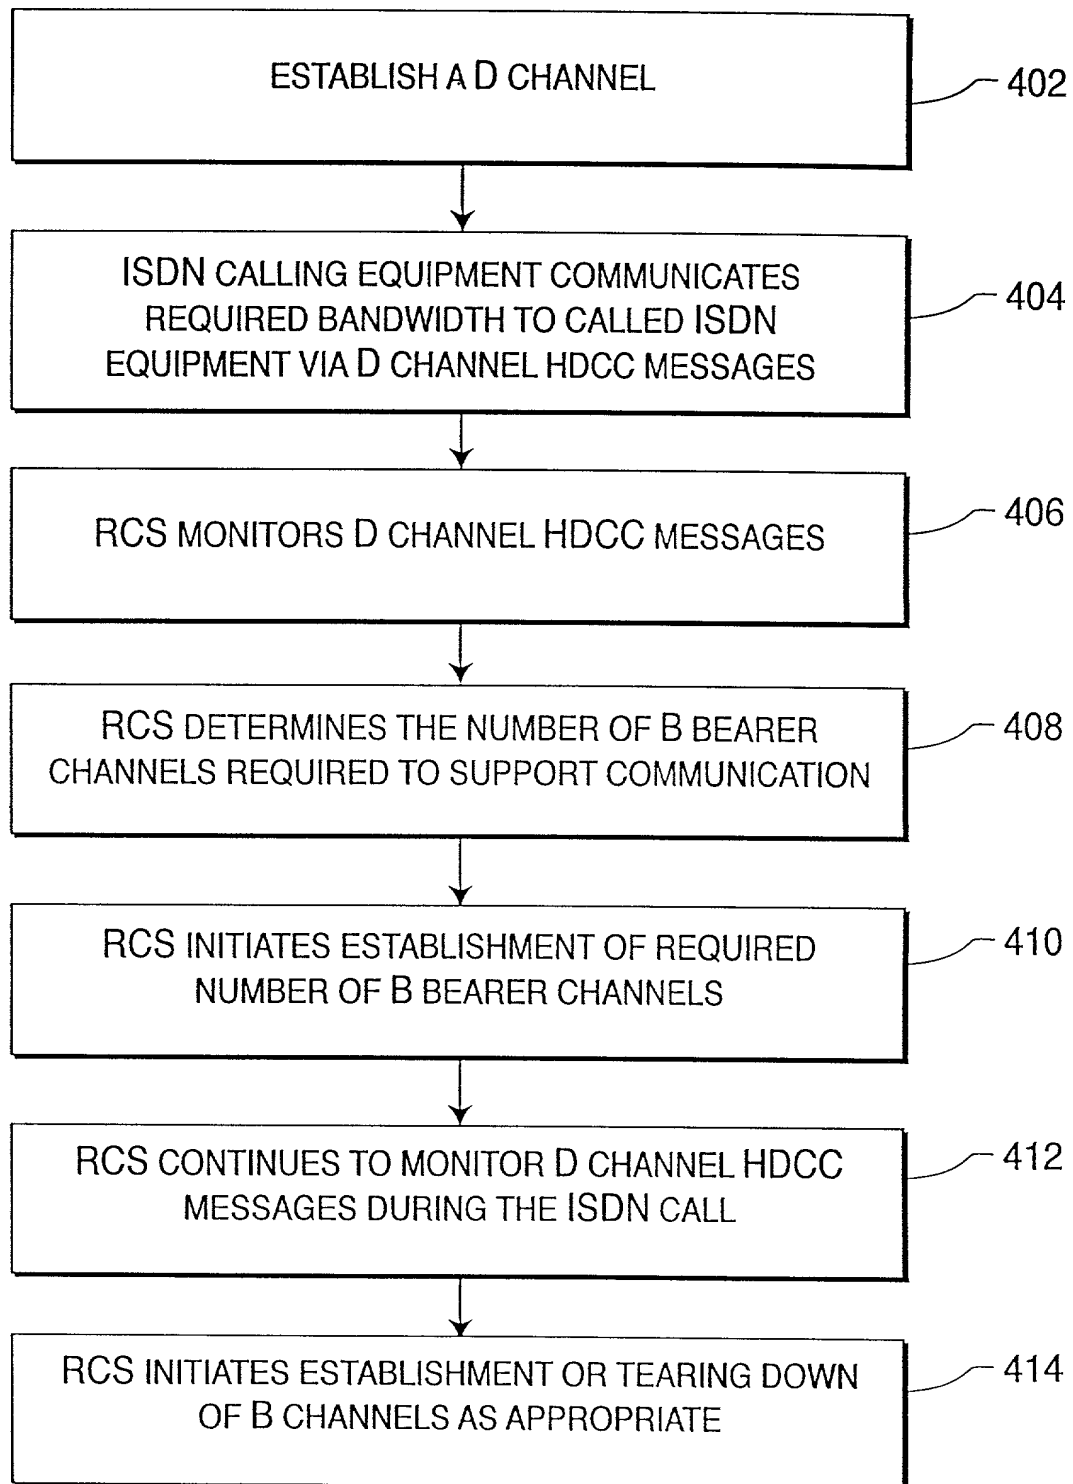 ESTABLISH A D CHANNEL
402
ISDN CALLING EQUIPMENT COMMUNICATES
REQUIRED BANDWIDTH TO CALLED ISDN
EQUIPMENT VIA D CHANNEL HDCC MESSAGES
404
RCS MONITORS D CHANNEL HDCC MESSAGES
406
RCS DETERMINES THE NUMBER OF B BEARER
CHANNELS REQUIRED TO SUPPORT COMMUNICATION
408
RCS INITIATES ESTABLISHMENT OF REQUIRED
NUMBER OF B BEARER CHANNELS
410
RCS CONTINUES TO MONITOR D CHANNEL HDCC
MESSAGES DURING THE ISDN CALL
412
RCS INITIATES ESTABLISHMENT OR TEARING DOWN
OF B CHANNELS AS APPROPRIATE
414